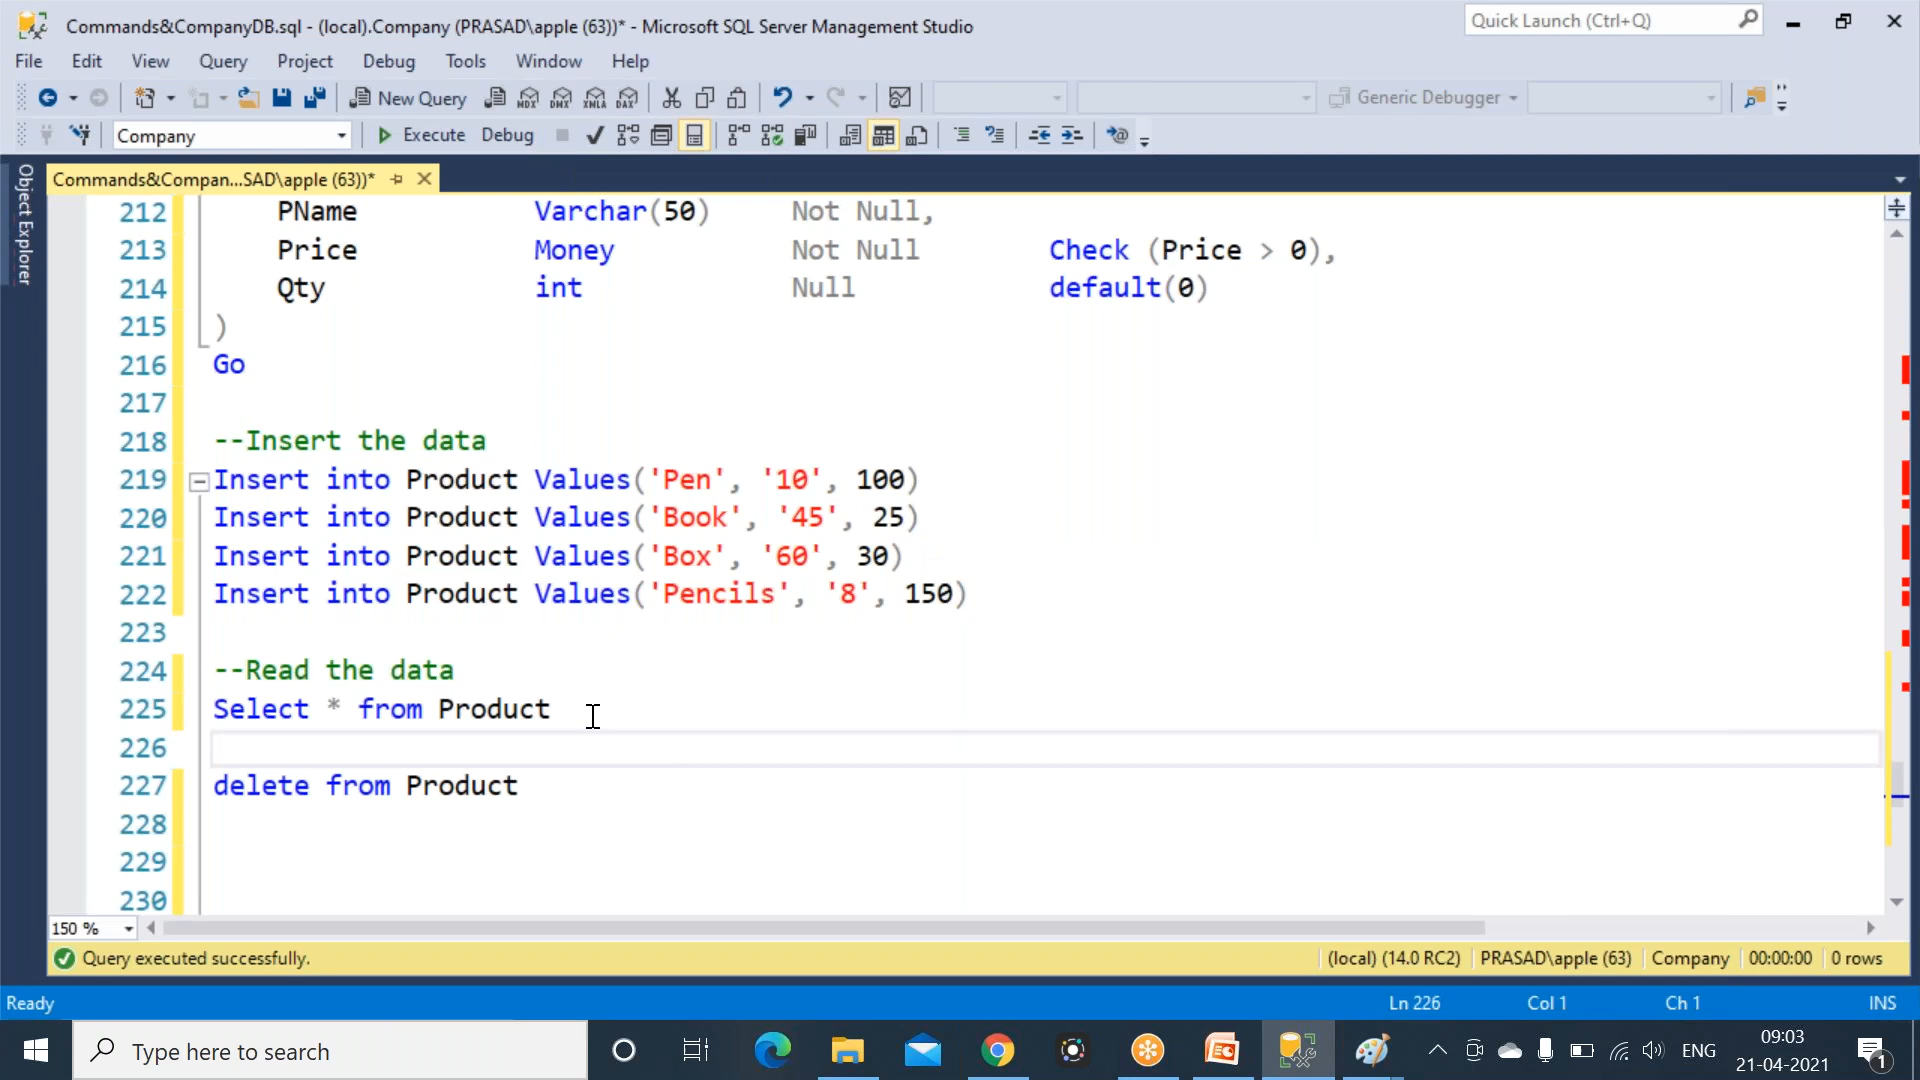 Commands&CompanyDB.sql - (local).Company (PRASAD\apple (63))* - Microsoft SQL Server Management Studio
Quick Launch (Ctrl+Q)
File Edit View Query Project Debug Tools Window Help
New Query MDX DMX XMLA DAX Generic Debugger
Company Execute Debug
Object Explorer
Commands&Compan...SAD\apple (63))*
212 PName Varchar(50) Not Null,
213 Price Money Not Null Check (Price > 0),
214 Qty int Null default(0)
215 )
216 Go
217
218 --Insert the data
219 Insert into Product Values('Pen', '10', 100)
220 Insert into Product Values('Book', '45', 25)
221 Insert into Product Values('Box', '60', 30)
222 Insert into Product Values('Pencils', '8', 150)
223
224 --Read the data
225 Select * from Product
226
227 delete from Product
228
229
230
150 %
Query executed successfully. (local) (14.0 RC2) PRASAD\apple (63) Company 00:00:00 0 rows
Ready Ln 226 Col 1 Ch 1 INS
Type here to search
ENG
09:03
21-04-2021
1